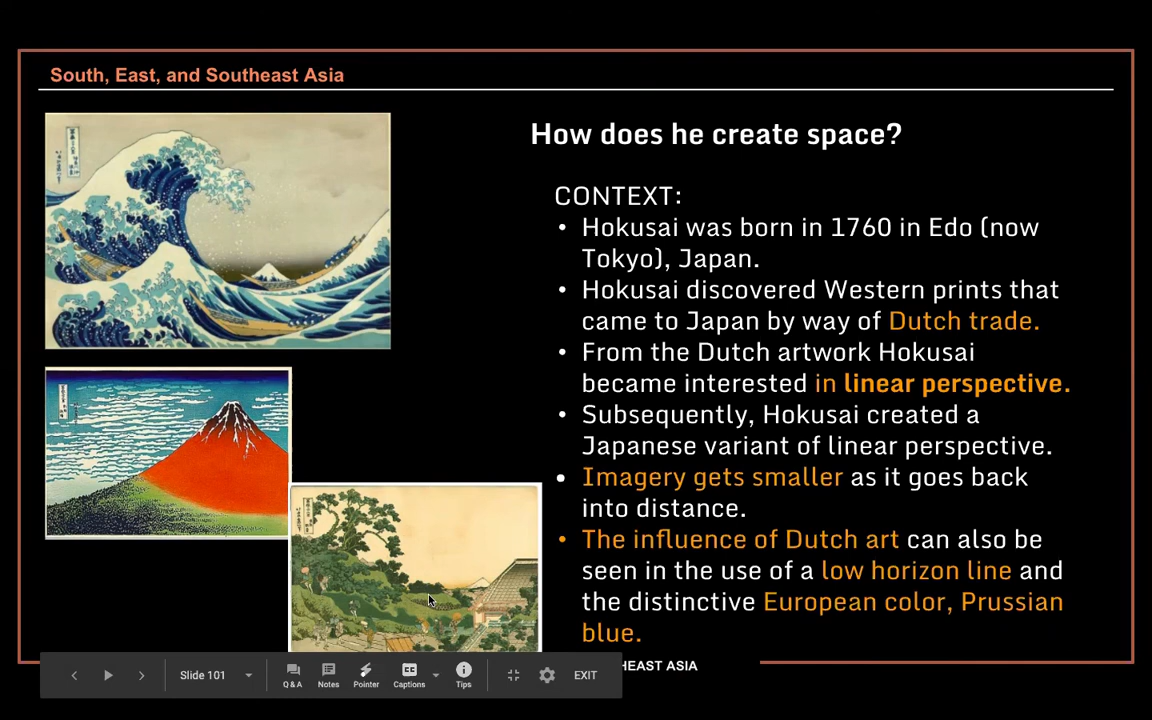 South, East, and Southeast Asia
How does he create space?
CONTEXT:
• Hokusai was born in 1760 in Edo (now
Tokyo), Japan.
• Hokusai discovered Western prints that
came to Japan by way of Dutch trade.
• From the Dutch artwork Hokusai
became interested in linear perspective.
• Subsequently, Hokusai created a
Japanese variant of linear perspective.
• Imagery gets smaller as it goes back
into distance.
• The influence of Dutch art can also be
seen in the use of a low horizon line and
the distinctive European color, Prussian
blue.
HEAST ASIA
Slide 101
Q & A
Notes
Pointer
CC
Captions
Tips
EXIT